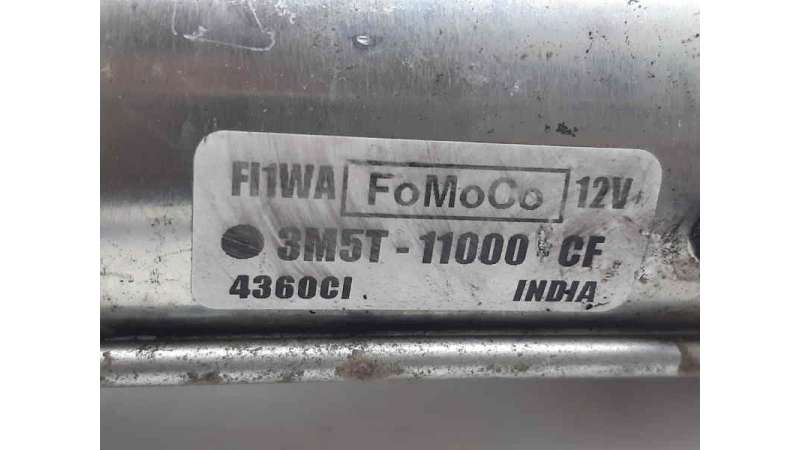 FI1WA FoMoCo 12V
3M5T - 11000 - CF
4360CI INDIA